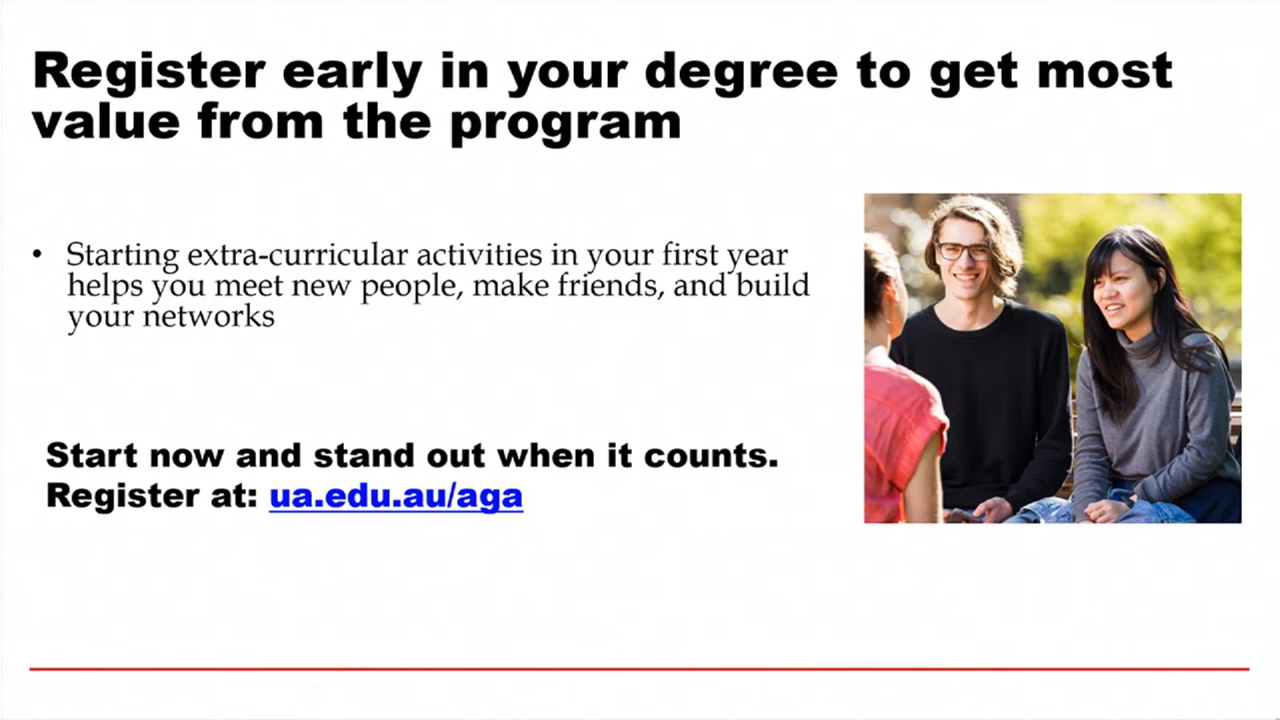 Register early in your degree to get most
value from the program
• Starting extra-curricular activities in your first year
helps you meet new people, make friends, and build
your networks
Start now and stand out when it counts.
Register at: ua.edu.au/aga